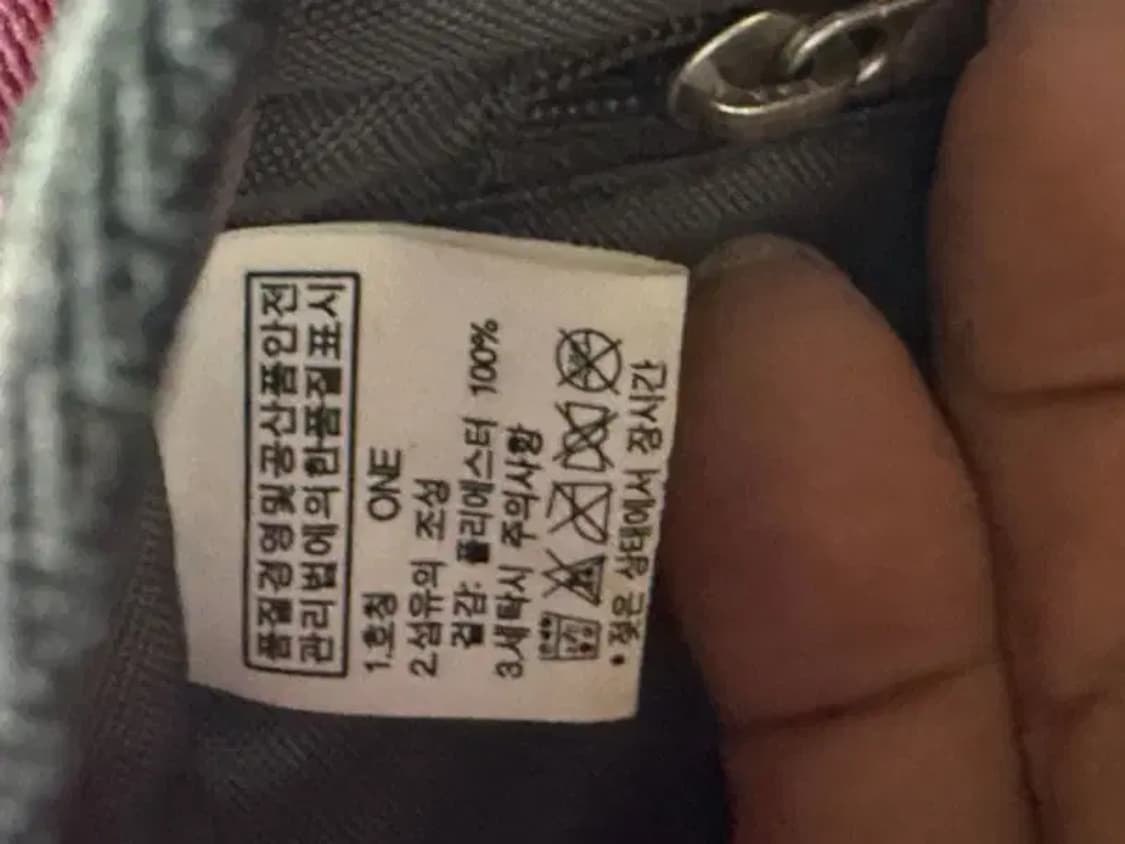 품질경영및공산품안전
관리법에의한품질표시
1.호칭 ONE
2.섬유의 조성
겉감: 폴리에스터 100%
3.세탁시 주의사항
• 젖은 상태에서 장시간